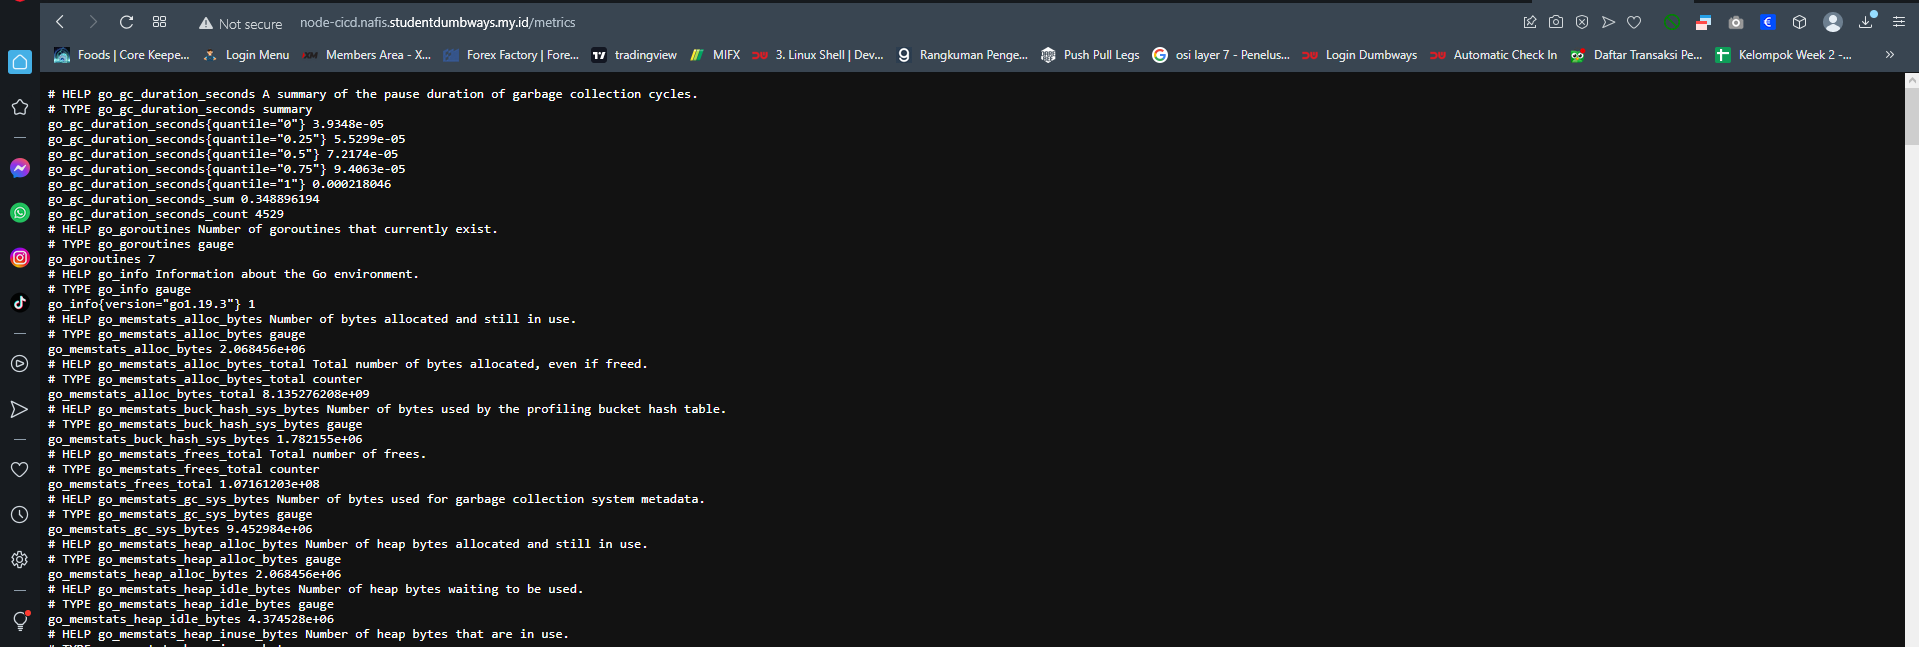 Not secure node-cicd.nafis.studentdumbways.my.id/metrics
Foods | Core Keepe... Login Menu XM Members Area - X... Forex Factory | Fore... tradingview MIFX 3. Linux Shell | Dev... Rangkuman Penge... Push Pull Legs osi layer 7 - Penelus... Login Dumbways Automatic Check In Daftar Transaksi Pe... Kelompok Week 2 -... »
# HELP go_gc_duration_seconds A summary of the pause duration of garbage collection cycles.
# TYPE go_gc_duration_seconds summary
go_gc_duration_seconds{quantile="0"} 3.9348e-05
go_gc_duration_seconds{quantile="0.25"} 5.5299e-05
go_gc_duration_seconds{quantile="0.5"} 7.2174e-05
go_gc_duration_seconds{quantile="0.75"} 9.4063e-05
go_gc_duration_seconds{quantile="1"} 0.000218046
go_gc_duration_seconds_sum 0.348896194
go_gc_duration_seconds_count 4529
# HELP go_goroutines Number of goroutines that currently exist.
# TYPE go_goroutines gauge
go_goroutines 7
# HELP go_info Information about the Go environment.
# TYPE go_info gauge
go_info{version="go1.19.3"} 1
# HELP go_memstats_alloc_bytes Number of bytes allocated and still in use.
# TYPE go_memstats_alloc_bytes gauge
go_memstats_alloc_bytes 2.068456e+06
# HELP go_memstats_alloc_bytes_total Total number of bytes allocated, even if freed.
# TYPE go_memstats_alloc_bytes_total counter
go_memstats_alloc_bytes_total 8.135276208e+09
# HELP go_memstats_buck_hash_sys_bytes Number of bytes used by the profiling bucket hash table.
# TYPE go_memstats_buck_hash_sys_bytes gauge
go_memstats_buck_hash_sys_bytes 1.782155e+06
# HELP go_memstats_frees_total Total number of frees.
# TYPE go_memstats_frees_total counter
go_memstats_frees_total 1.07161203e+08
# HELP go_memstats_gc_sys_bytes Number of bytes used for garbage collection system metadata.
# TYPE go_memstats_gc_sys_bytes gauge
go_memstats_gc_sys_bytes 9.452984e+06
# HELP go_memstats_heap_alloc_bytes Number of heap bytes allocated and still in use.
# TYPE go_memstats_heap_alloc_bytes gauge
go_memstats_heap_alloc_bytes 2.068456e+06
# HELP go_memstats_heap_idle_bytes Number of heap bytes waiting to be used.
# TYPE go_memstats_heap_idle_bytes gauge
go_memstats_heap_idle_bytes 4.374528e+06
# HELP go_memstats_heap_inuse_bytes Number of heap bytes that are in use.